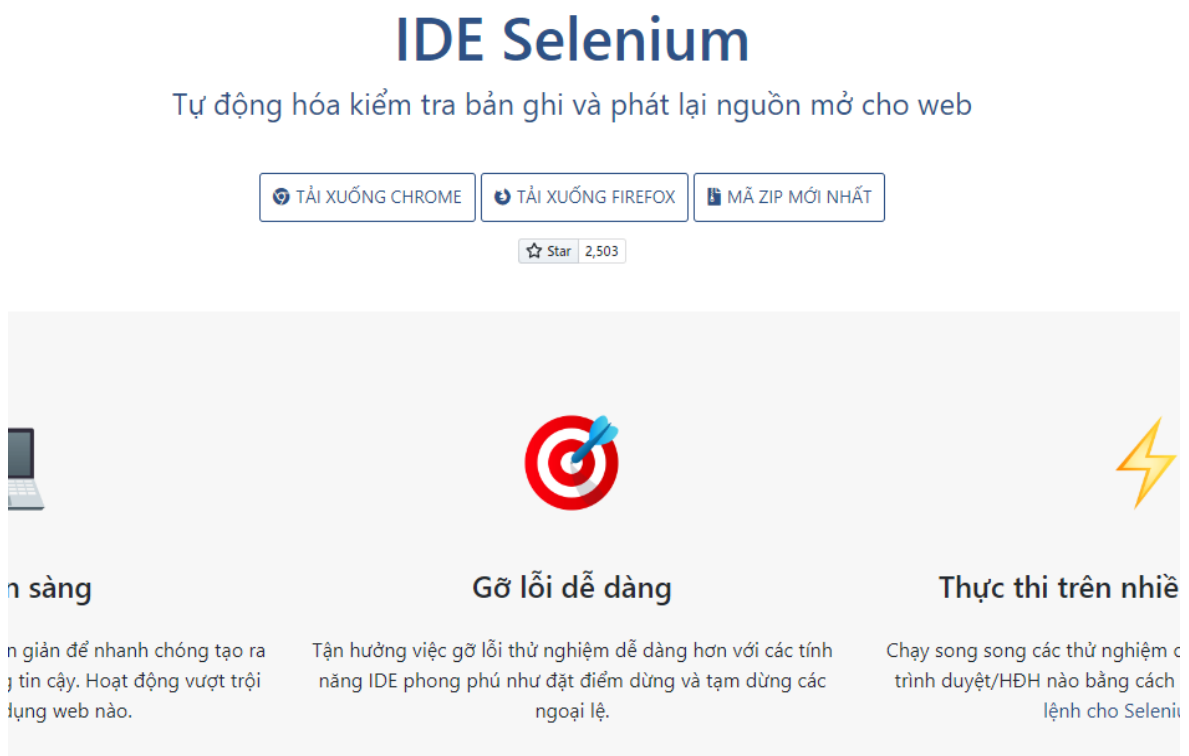 IDE Selenium
Tự động hóa kiểm tra bản ghi và phát lại nguồn mở cho web
TẢI XUỐNG CHROME
TẢI XUỐNG FIREFOX
MÃ ZIP MỚI NHẤT
Star 2,503
sàng
giản để nhanh chóng tạo ra
tin cậy. Hoạt động vượt trội
dụng web nào.
Gỡ lỗi dễ dàng
Tận hưởng việc gỡ lỗi thử nghiệm dễ dàng hơn với các tính
năng IDE phong phú như đặt điểm dừng và tạm dừng các
ngoại lệ.
Thực thi trên
Chạy song song các thử nghiệm
trình duyệt/HĐH nào bằng cách
lệnh cho